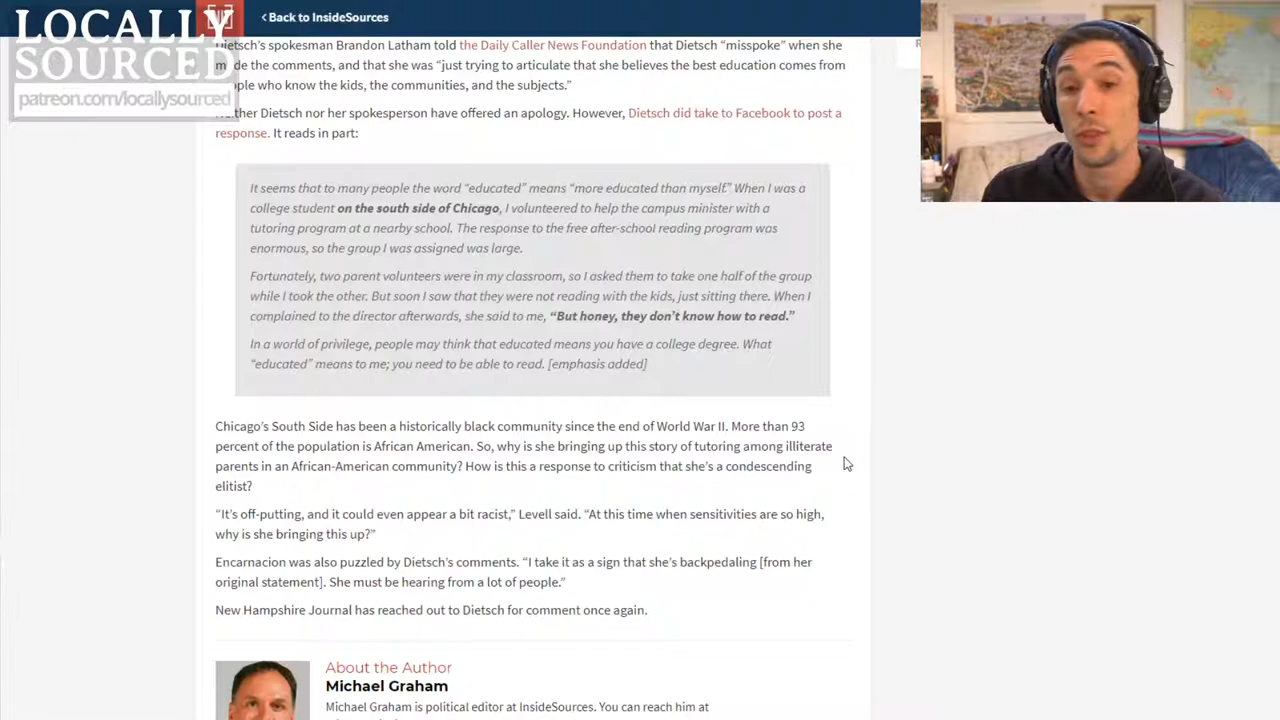 LOCALLY
SOURCED
patreon.com/locallysourced
Back to InsideSources
Dietsch’s spokesman Brandon Latham told the Daily Caller News Foundation that Dietsch “misspoke” when she
made the comments, and that she was “just trying to articulate that she believes the best education comes from
people who know the kids, the communities, and the subjects.”
Neither Dietsch nor her spokesperson have offered an apology. However, Dietsch did take to Facebook to post a
response. It reads in part:
It seems that to many people the word “educated” means “more educated than myself.” When I was a
college student on the south side of Chicago, I volunteered to help the campus minister with a
tutoring program at a nearby school. The response to the free after-school reading program was
enormous, so the group I was assigned was large.
Fortunately, two parent volunteers were in my classroom, so I asked them to take one half of the group
while I took the other. But soon I saw that they were not reading with the kids, just sitting there. When I
complained to the director afterwards, she said to me, “But honey, they don’t know how to read.”
In a world of privilege, people may think that educated means you have a college degree. What
“educated” means to me; you need to be able to read. [emphasis added]
Chicago’s South Side has been a historically black community since the end of World War II. More than 93
percent of the population is African American. So, why is she bringing up this story of tutoring among illiterate
parents in an African-American community? How is this a response to criticism that she’s a condescending
elitist?
“It’s off-putting, and it could even appear a bit racist,” Levell said. “At this time when sensitivities are so high,
why is she bringing this up?”
Encarnacion was also puzzled by Dietsch’s comments. “I take it as a sign that she’s backpedaling [from her
original statement]. She must be hearing from a lot of people.”
New Hampshire Journal has reached out to Dietsch for comment once again.
About the Author
Michael Graham
Michael Graham is political editor at InsideSources. You can reach him at